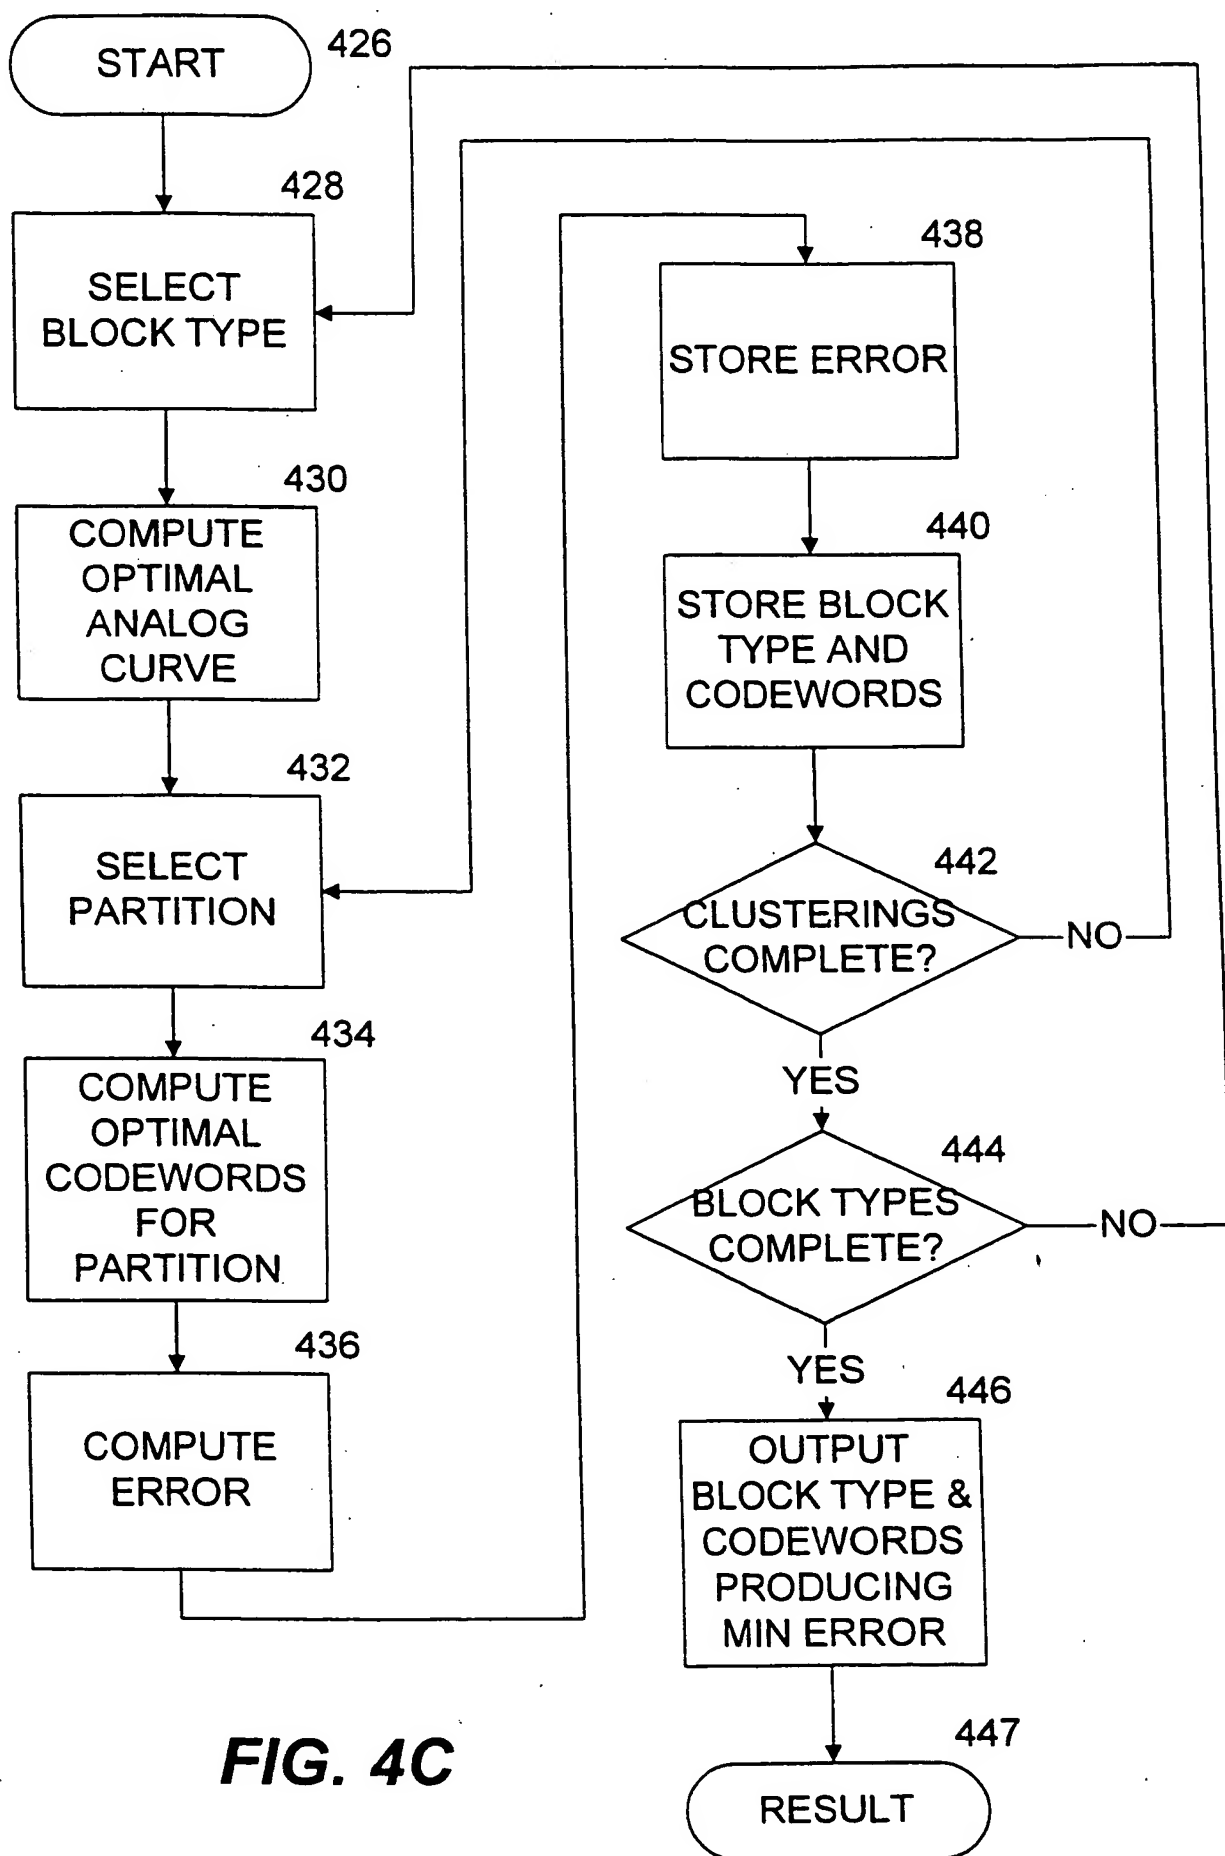 START
426
428
SELECT
BLOCK TYPE
430
COMPUTE
OPTIMAL
ANALOG
CURVE
432
SELECT
PARTITION
434
COMPUTE
OPTIMAL
CODEWORDS
FOR
PARTITION
436
COMPUTE
ERROR
438
STORE ERROR
440
STORE BLOCK
TYPE AND
CODEWORDS
442
CLUSTERINGS
COMPLETE?
NO
YES
444
BLOCK TYPES
COMPLETE?
NO
YES
446
OUTPUT
BLOCK TYPE &
CODEWORDS
PRODUCING
MIN ERROR
447
RESULT
FIG. 4C